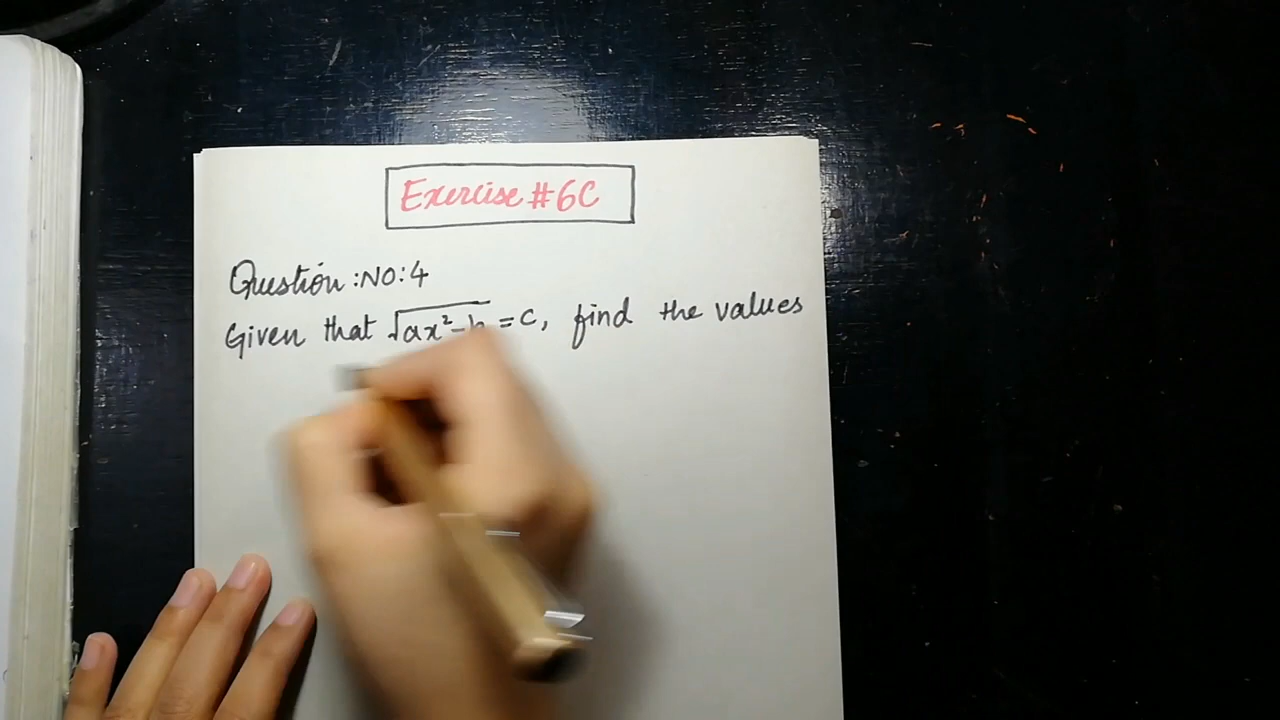 Exercise #6C
Question :NO:4
Given that √ax²-b = c, find the values